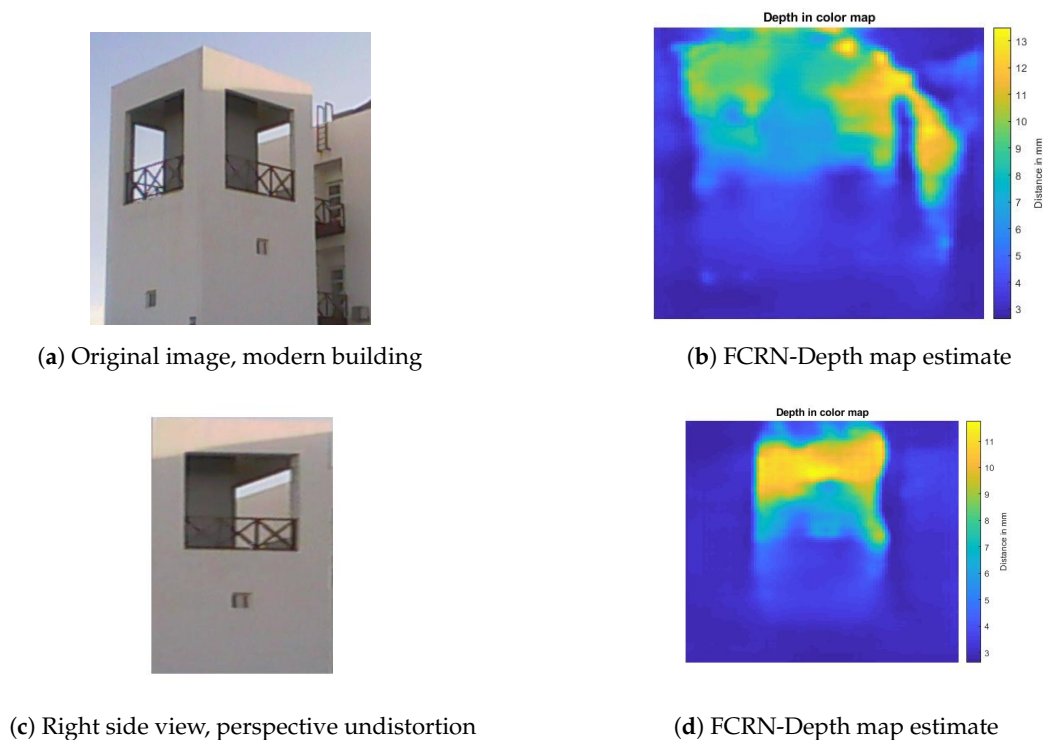 Depth in color map
13
12
11
10
9
8
7
6
5
4
3
Distance in mm
(a) Original image, modern building
(b) FCRN-Depth map estimate
Depth in color map
11
10
9
8
7
6
5
4
3
Distance in mm
(c) Right side view, perspective undistortion
(d) FCRN-Depth map estimate